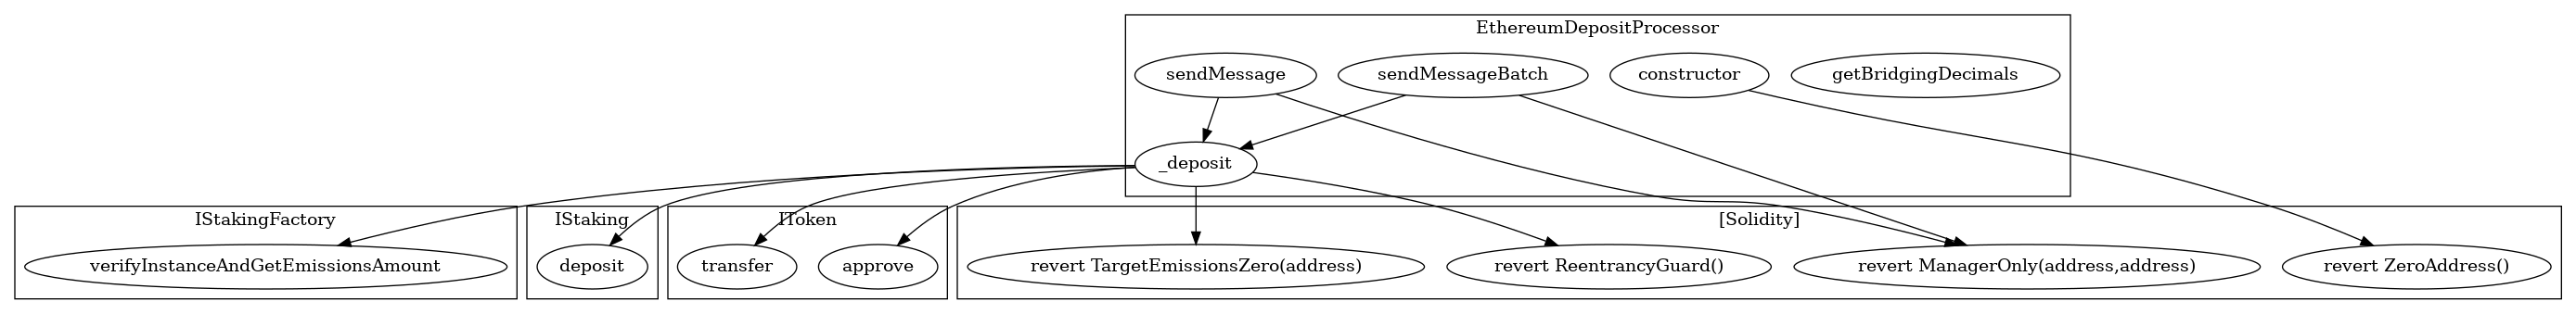 EthereumDepositProcessor
sendMessage
sendMessageBatch
constructor
getBridgingDecimals
_deposit
IStakingFactory
IStaking
IToken
[Solidity]
verifyInstanceAndGetEmissionsAmount
deposit
transfer
approve
revert TargetEmissionsZero(address)
revert ReentrancyGuard()
revert ManagerOnly(address,address)
revert ZeroAddress()